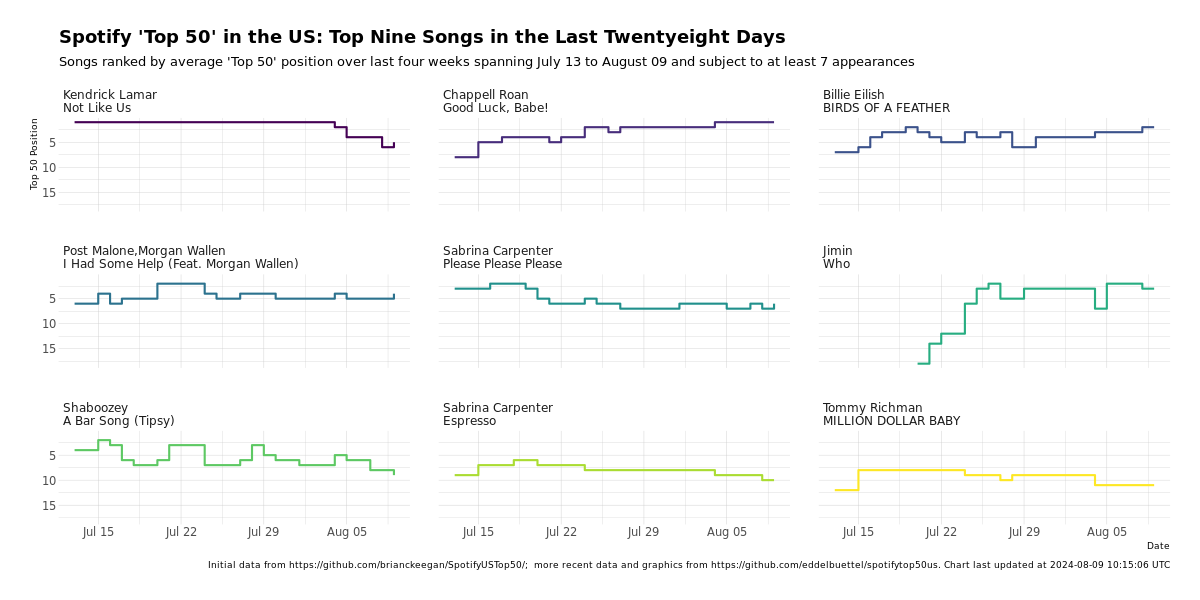 Spotify 'Top 50' in the US: Top Nine Songs in the Last Twentyeight Days
Songs ranked by average 'Top 50' position over last four weeks spanning July 13 to August 09 and subject to at least 7 appearances
Kendrick Lamar
Not Like Us
Chappell Roan
Good Luck, Babe!
Billie Eilish
BIRDS OF A FEATHER
Top 50 Position
5
10
15
Post Malone,Morgan Wallen
I Had Some Help (Feat. Morgan Wallen)
Sabrina Carpenter
Please Please Please
Jimin
Who
5
10
15
Shaboozey
A Bar Song (Tipsy)
Sabrina Carpenter
Espresso
Tommy Richman
MILLION DOLLAR BABY
5
10
15
Jul 15 Jul 22 Jul 29 Aug 05
Jul 15 Jul 22 Jul 29 Aug 05
Jul 15 Jul 22 Jul 29 Aug 05
Date
Initial data from https://github.com/brianckeegan/SpotifyUSTop50/;  more recent data and graphics from https://github.com/eddelbuettel/spotifytop50us. Chart last updated at 2024-08-09 10:15:06 UTC